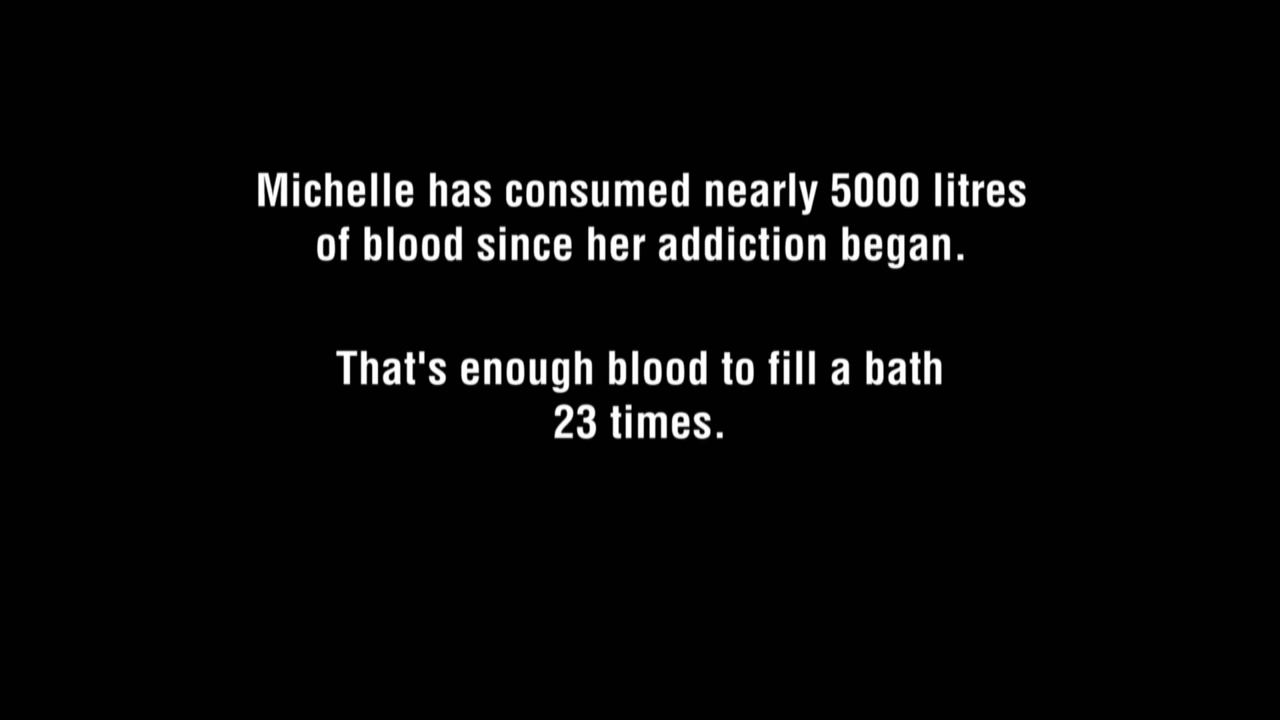 Michelle has consumed nearly 5000 litres
of blood since her addiction began.
That's enough blood to fill a bath
23 times.